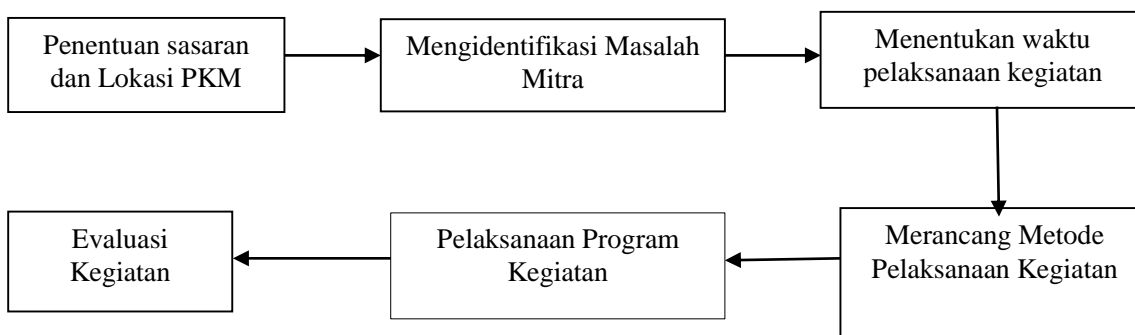 Penentuan sasaran
dan Lokasi PKM
Mengidentifikasi Masalah
Mitra
Menentukan waktu
pelaksanaan kegiatan
Merancang Metode
Pelaksanaan Kegiatan
Pelaksanaan Program
Kegiatan
Evaluasi
Kegiatan